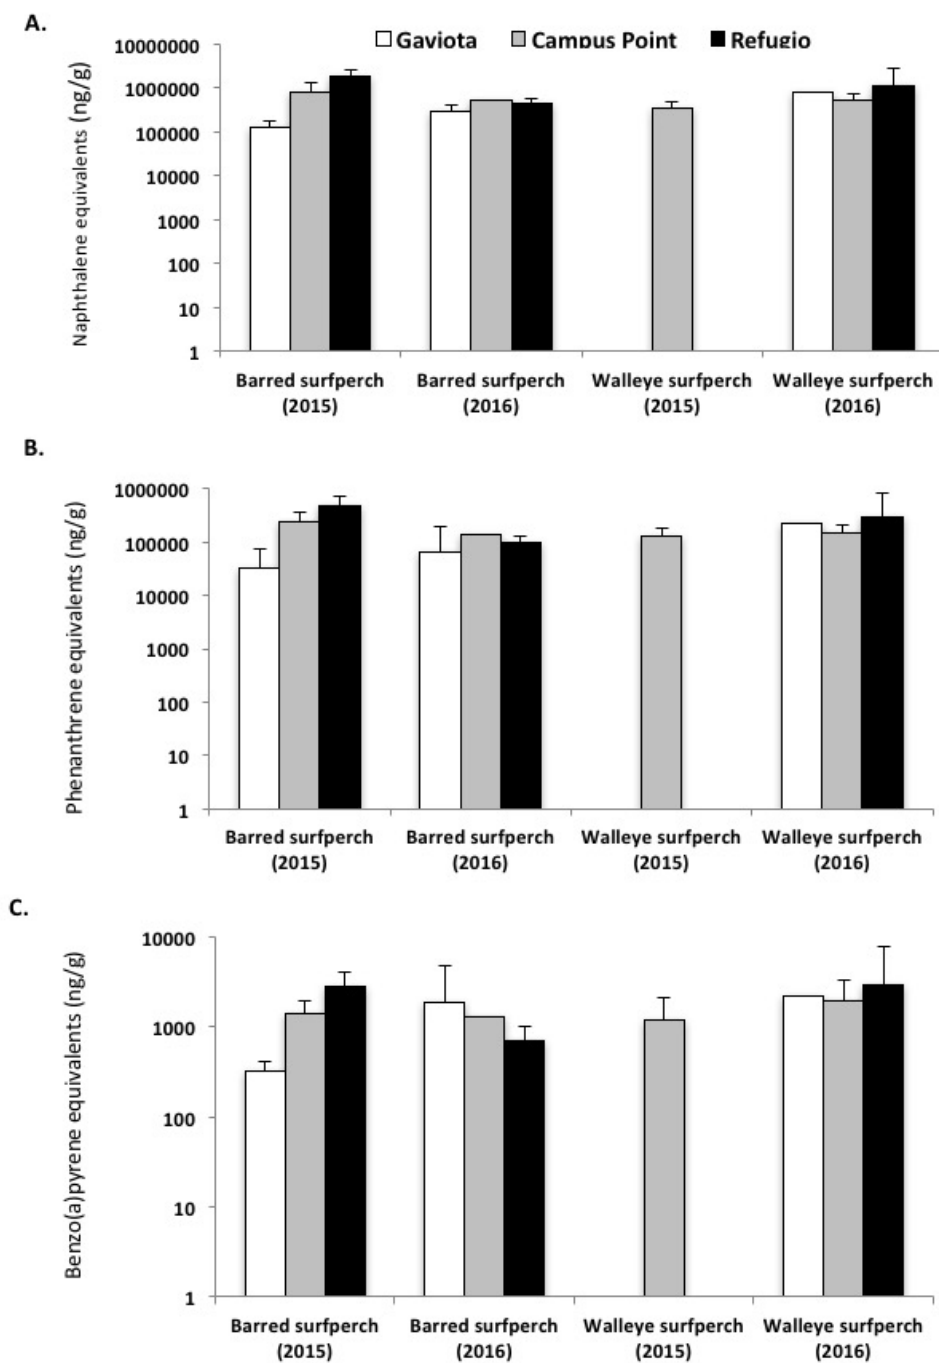 A.
Gaviota Campus Point Refugio
Naphthalene equivalents (ng/g)
10000000
1000000
100000
10000
1000
100
10
1
Barred surfperch Barred surfperch Walleye surfperch Walleye surfperch
(2015) (2016) (2015) (2016)
B.
Phenanthrene equivalents (ng/g)
1000000
100000
10000
1000
100
10
1
Barred surfperch Barred surfperch Walleye surfperch Walleye surfperch
(2015) (2016) (2015) (2016)
C.
Benzo(a)pyrene equivalents (ng/g)
10000
1000
100
10
1
Barred surfperch Barred surfperch Walleye surfperch Walleye surfperch
(2015) (2016) (2015) (2016)